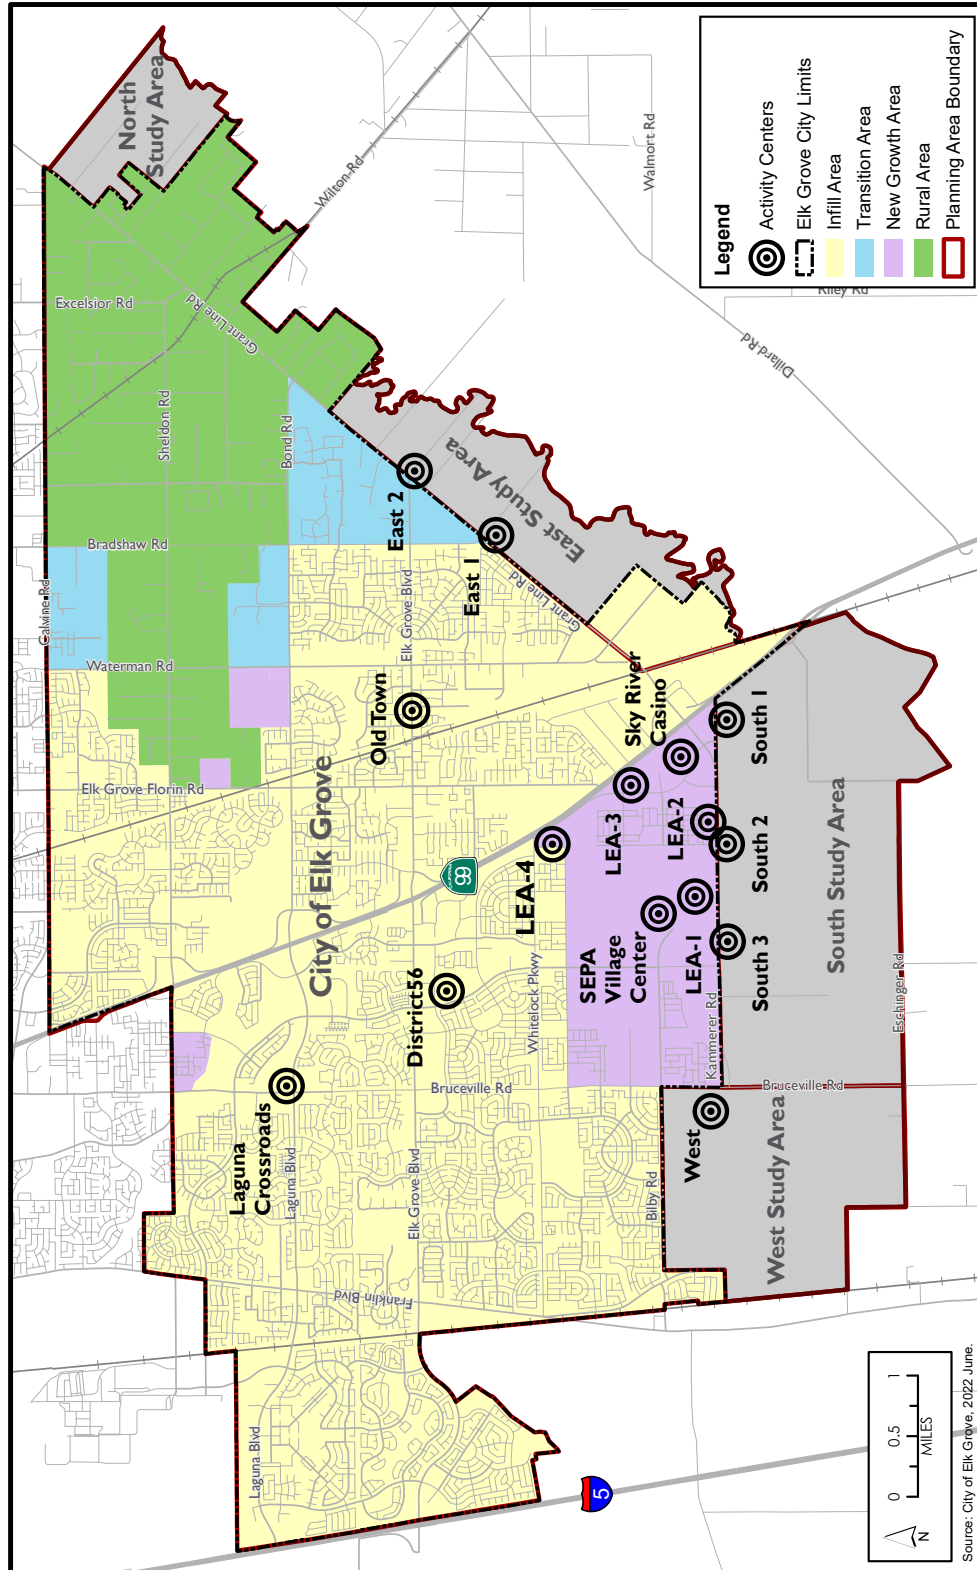 North
Study Area
Wilton Rd
Walmort Rd
Excelsior Rd
Grant Line Rd
Sheldon Rd
Bond Rd
Dillard Rd
Riley Rd
East Study Area
East 2
Bradshaw Rd
East 1
Calvine Rd
Elk Grove Blvd
Grant Line Rd
Waterman Rd
Old Town
Sky River
Casino
Elk Grove Florin Rd
City of Elk Grove
CALIFORNIA
99
LEA-4
LEA-3
LEA-2
South 1
South 2
South Study Area
District56
Whitelock Pkwy
SEPA
Village
Center
LEA-1
South 3
Kammerer Rd
Eschinger Rd
Bruceville Rd
Bruceville Rd
Laguna
Crossroads
Laguna Blvd
Elk Grove Blvd
Bilby Rd
West
West Study Area
Franklin Blvd
Laguna Blvd
5
Legend
Activity Centers
Elk Grove City Limits
Infill Area
Transition Area
New Growth Area
Rural Area
Planning Area Boundary
N
0 0.5 1
MILES
Source: City of Elk Grove, 2022 June.